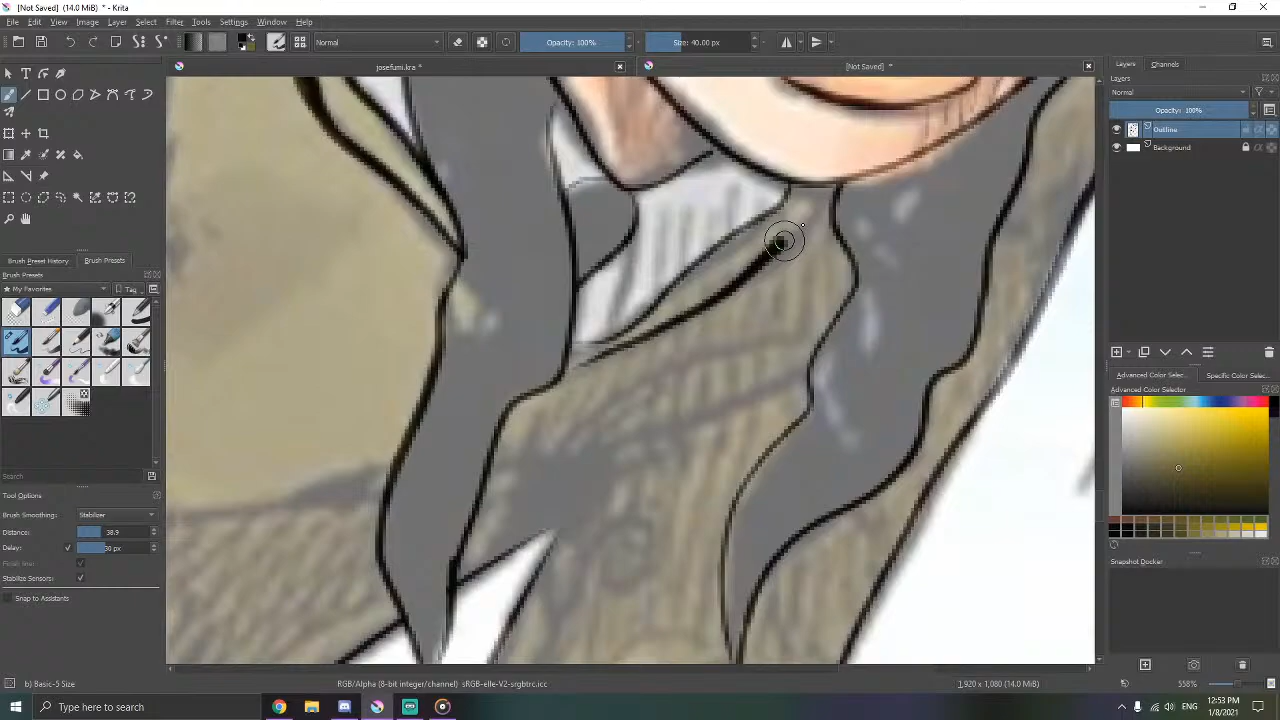 [Not Saved] (14.0 MiB) * - Krita
File Edit View Image Layer Select Filter Tools Settings Window Help
Normal Opacity: 100% Size: 40.00 px
josefumi.kra * [Not Saved] *
Layers Channels
Layers
Normal
Opacity: 100%
Outline
Background
Brush Preset History Brush Presets
Brush Presets
My Favorites Tag
Search
Tool Options
Brush Smoothing: Stabilizer
Distance: 38.9
Delay: 30 px
Finish line:
Stabilize Sensors:
Snap to Assistants
Advanced Color Selec... Specific Color Selec...
Advanced Color Selector
Snapshot Docker
b) Basic-5 Size RGB/Alpha (8-bit integer/channel) sRGB-elle-V2-srgbtrc.icc 1,920 x 1,080 (14.0 MiB) 558%
Type here to search
ENG 12:53 PM
1/8/2021